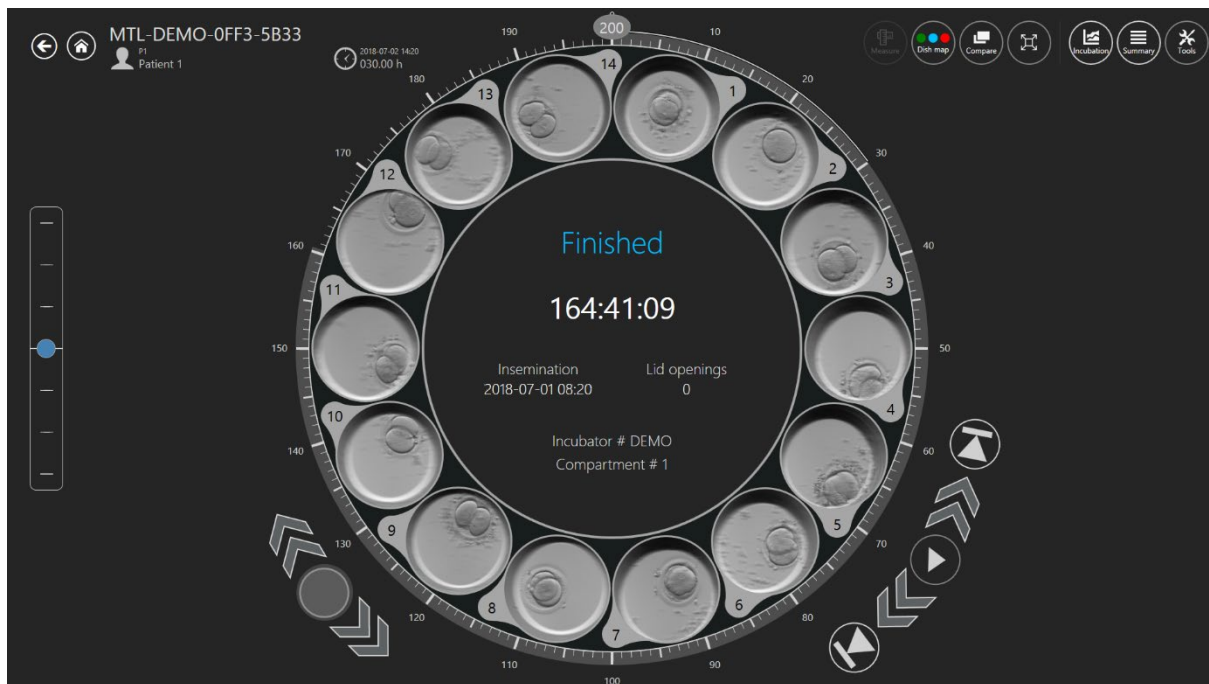 MTL-DEMO-0FF3-5B33
P1
Patient 1
2018-07-02 14:20
030.00 h
Measure
Dish map
Compare
Incubation
Summary
Tools
200
10
20
30
40
50
60
70
80
90
100
110
120
130
140
150
160
170
180
190
1
2
3
4
5
6
7
8
9
10
11
12
13
14
Finished
164:41:09
Insemination
2018-07-01 08:20
Lid openings
0
Incubator # DEMO
Compartment # 1